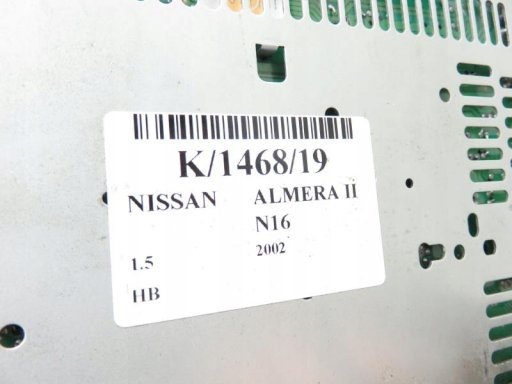 K/1468/19
NISSAN ALMERA II
N16
2002
1.5
HB